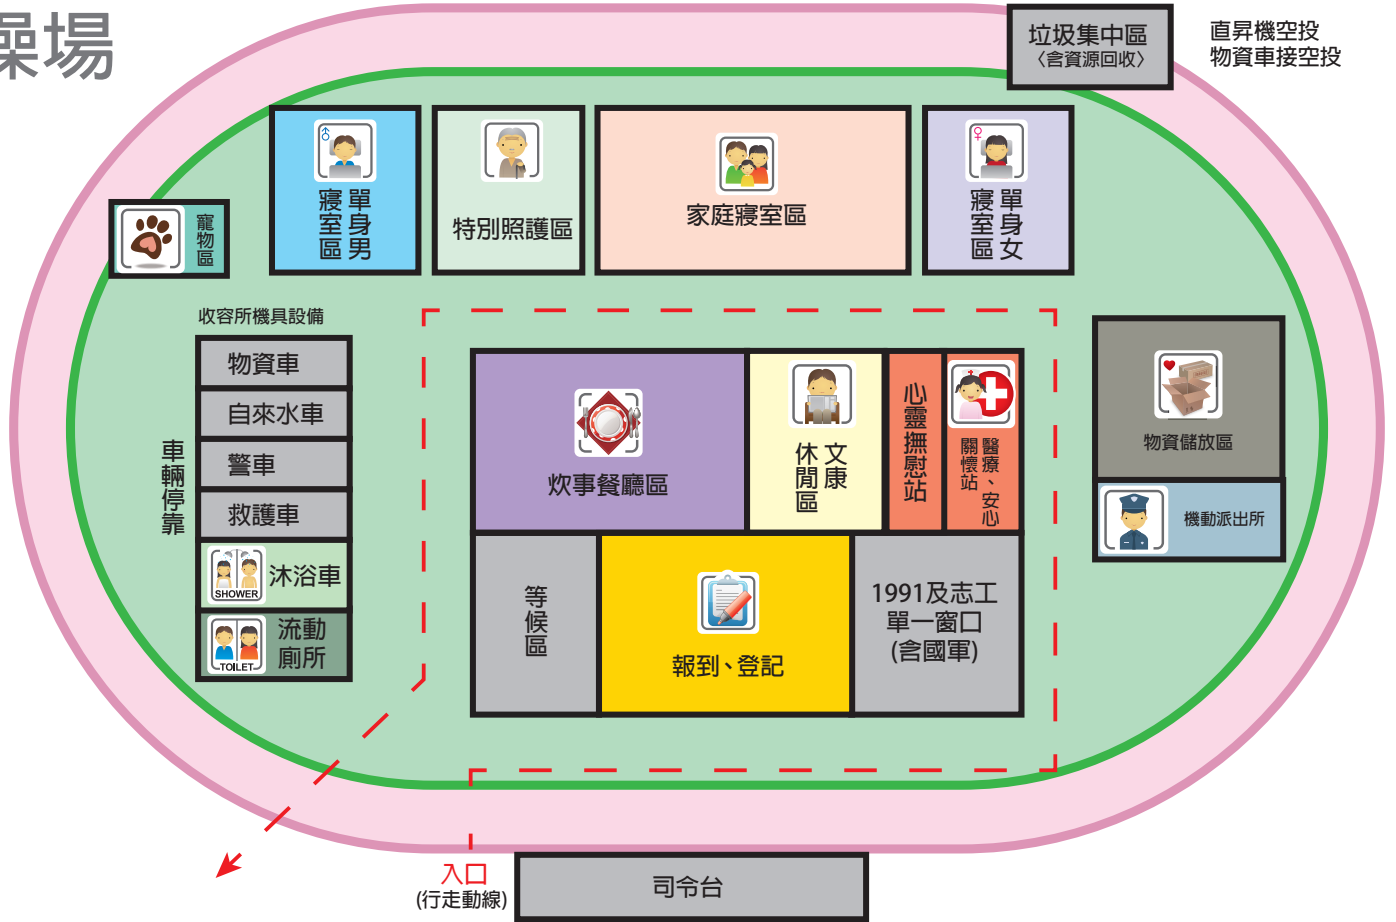 操場
垃圾集中區
〈含資源回收〉
直昇機空投
物資車接空投
單身男
寢室區
特別照護區
家庭寢室區
單身女
寢室區
寵物區
收容所機具設備
物資車
自來水車
警車
救護車
SHOWER
沐浴車
TOILET
流動
廁所
車輛停靠
炊事餐廳區
文康
休閒區
心靈撫慰站
醫療、安心
關懷站
等候區
報到、登記
1991及志工
單一窗口
(含國軍)
物資儲放區
機動派出所
入口
(行走動線)
司令台